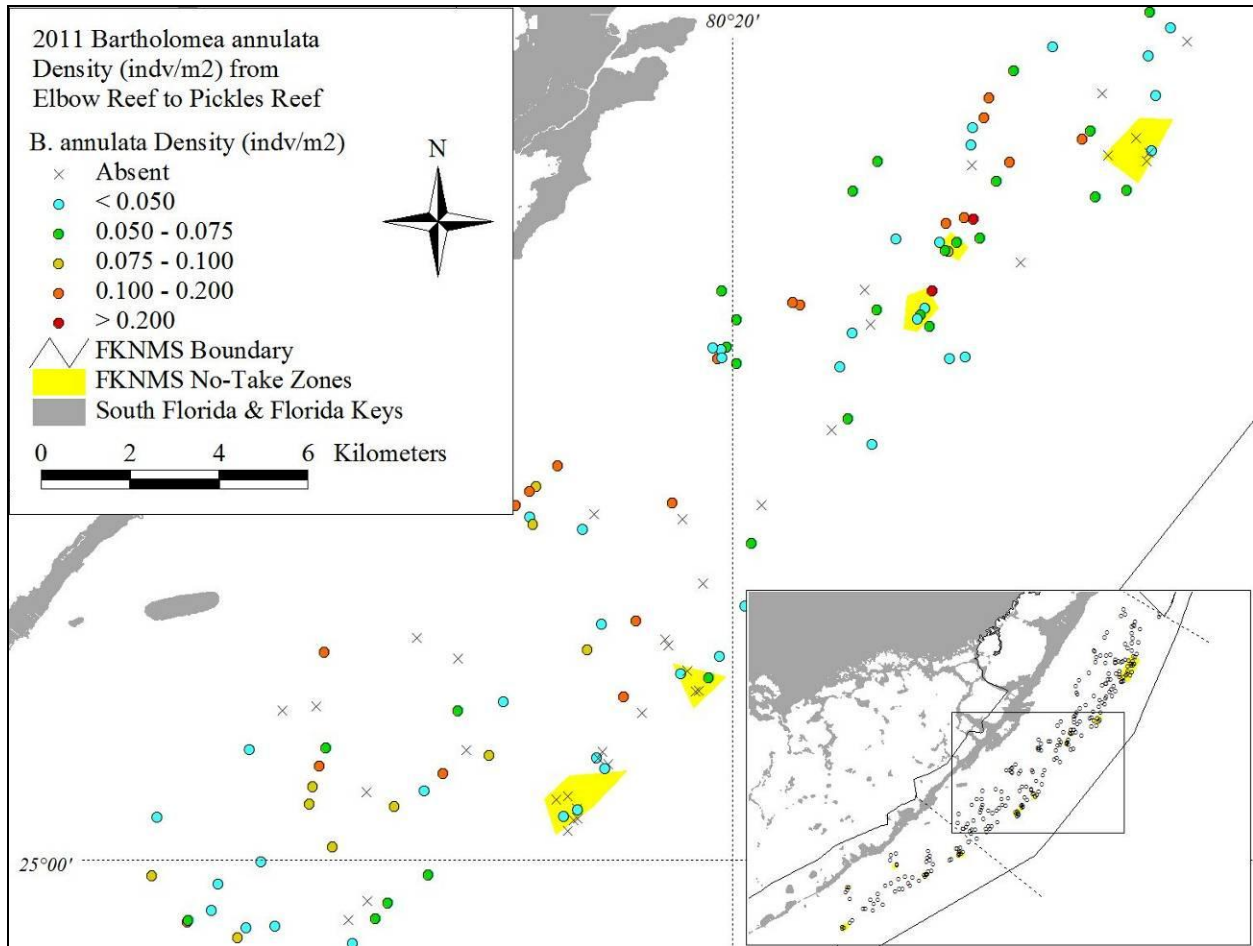 2011 Bartholomea annulata
Density (indv/m2) from
Elbow Reef to Pickles Reef
B. annulata Density (indv/m2)
Absent
< 0.050
0.050 - 0.075
0.075 - 0.100
0.100 - 0.200
> 0.200
FKNMS Boundary
FKNMS No-Take Zones
South Florida & Florida Keys
0 2 4 6 Kilometers
N
80°20'
25°00'